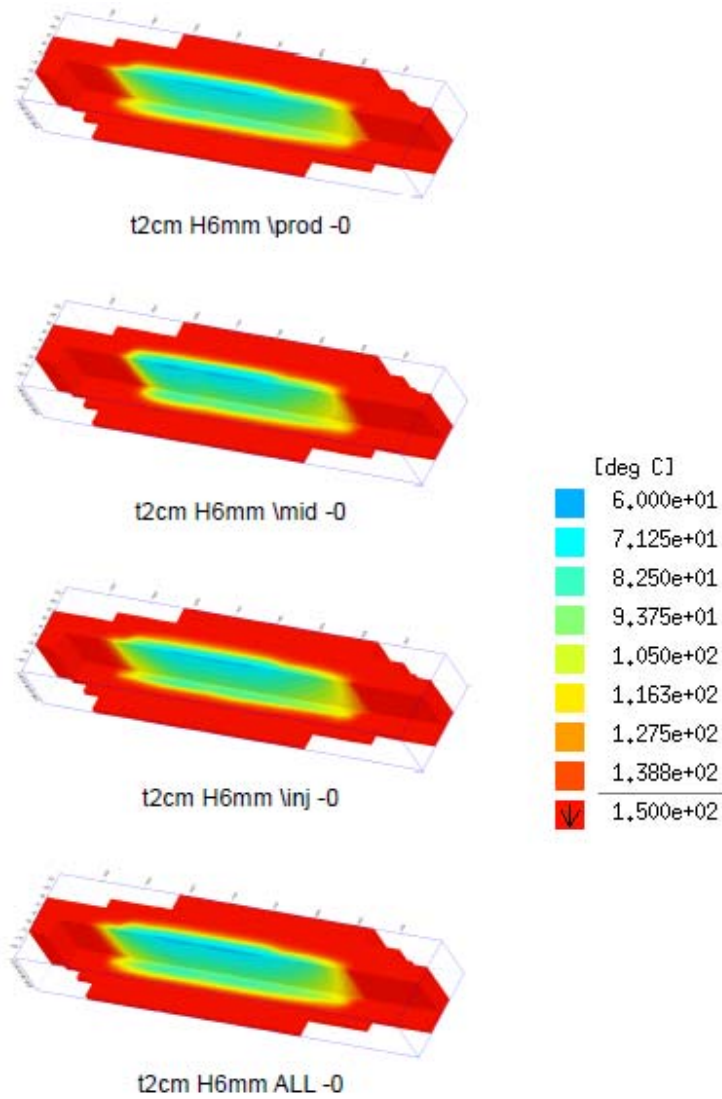 t2cm H6mm \prod -0
t2cm H6mm \mid -0
[deg C]
6.000e+01
7.125e+01
8.250e+01
9.375e+01
1.050e+02
1.163e+02
1.275e+02
1.388e+02
1.500e+02
t2cm H6mm \inj -0
t2cm H6mm ALL -0